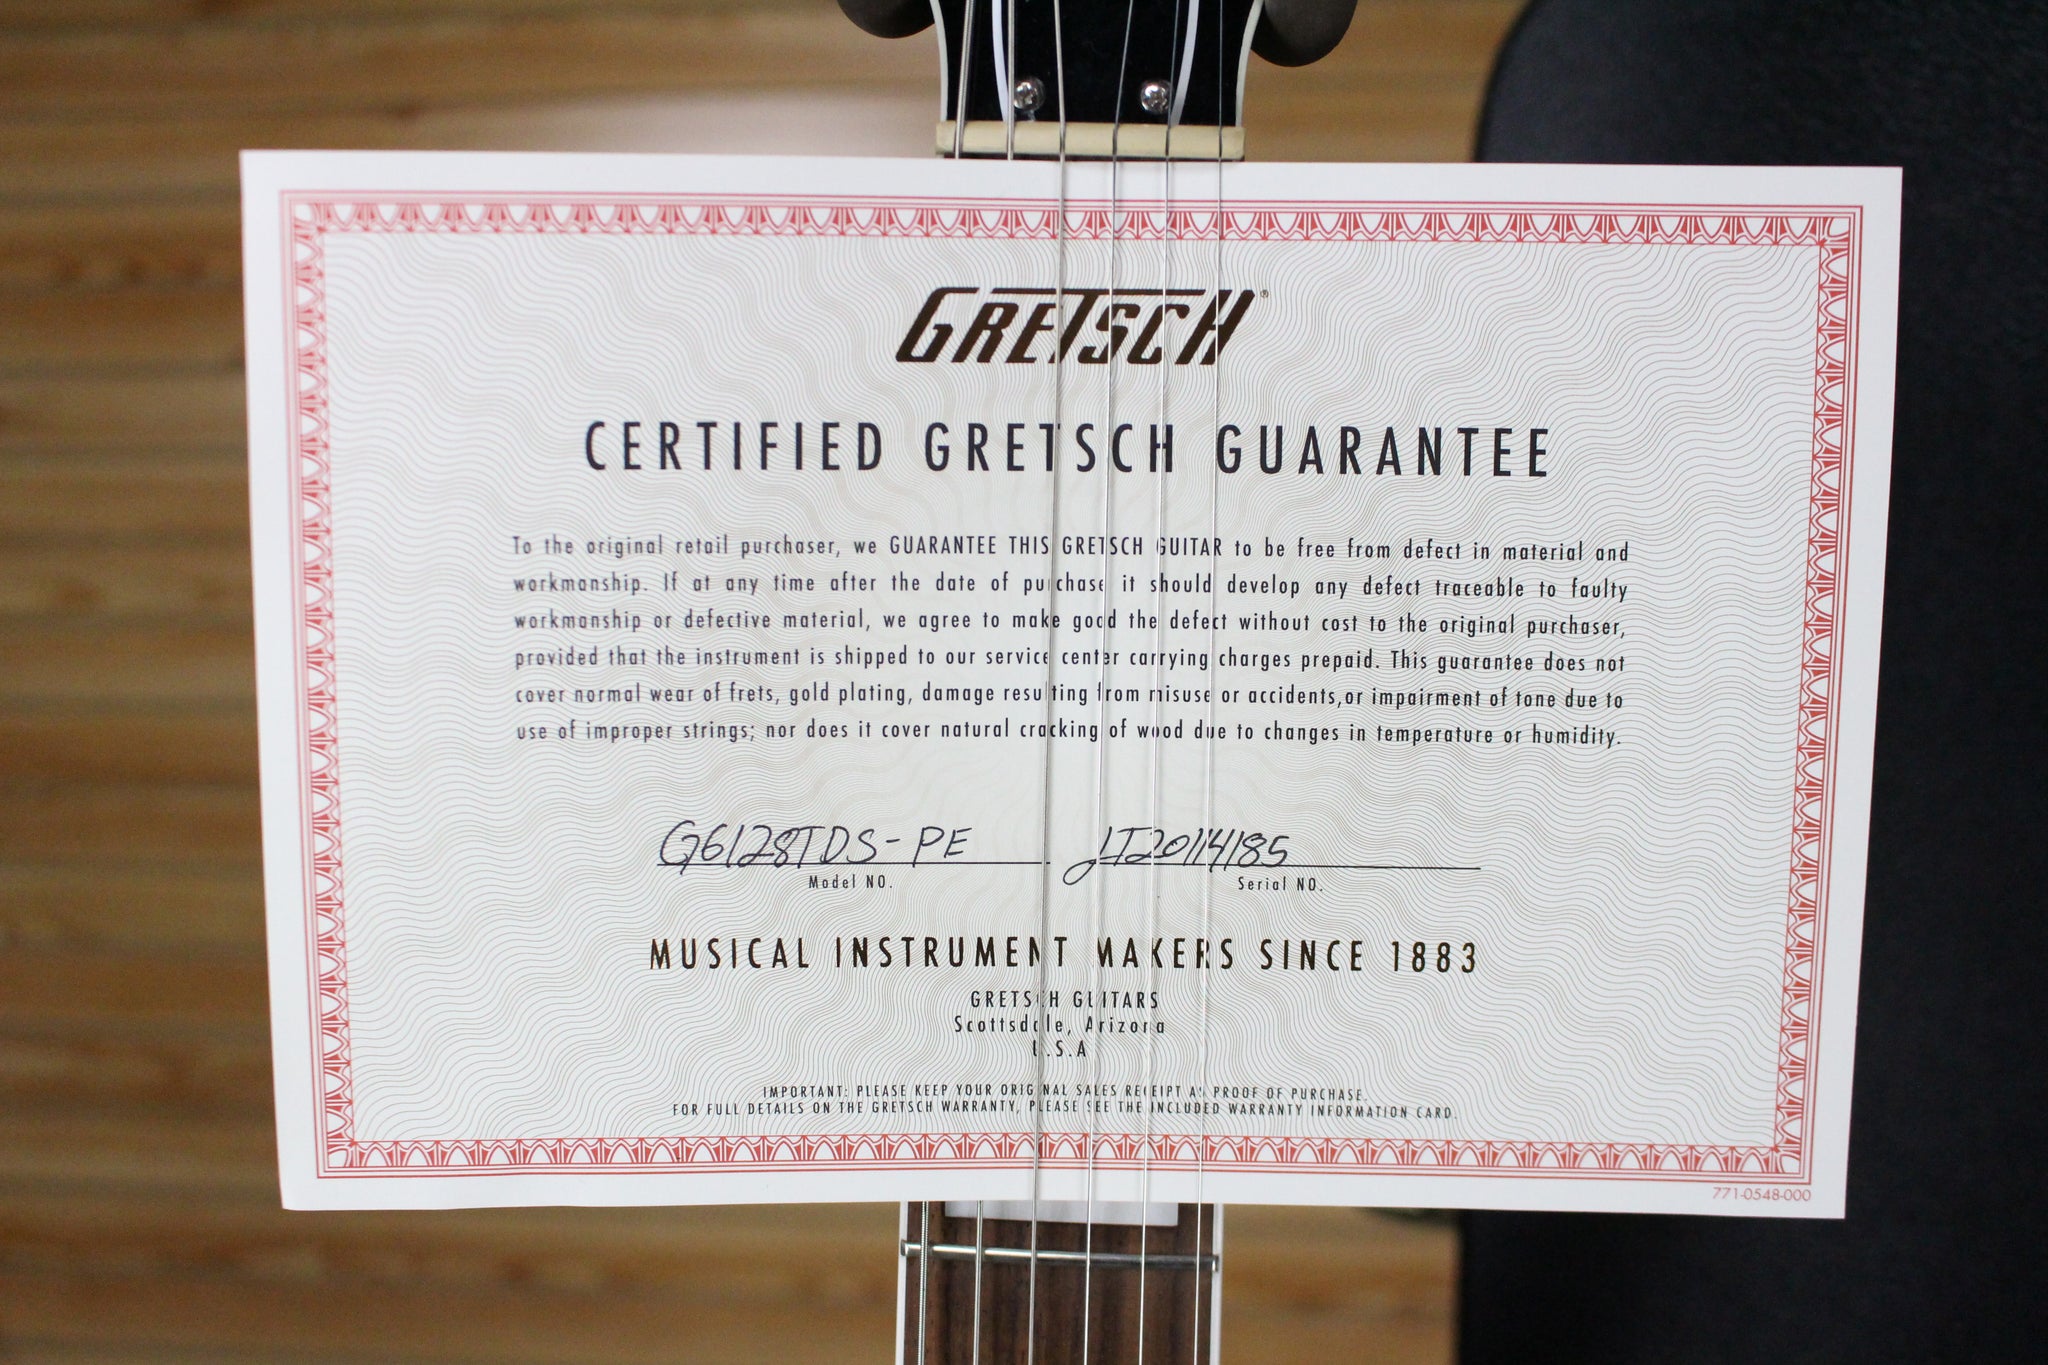 GRETSCH®
CERTIFIED GRETSCH GUARANTEE
To the original retail purchaser, we GUARANTEE THIS GRETSCH GUITAR to be free from defect in material and
workmanship. If at any time after the date of purchase it should develop any defect traceable to faulty
workmanship or defective material, we agree to make good the defect without cost to the original purchaser,
provided that the instrument is shipped to our service center carrying charges prepaid. This guarantee does not
cover normal wear of frets, gold plating, damage resulting from misuse or accidents,or impairment of tone due to
use of improper strings; nor does it cover natural cracking of wood due to changes in temperature or humidity.
G6128TDS-PE JT20114185
Model NO. Serial NO.
MUSICAL INSTRUMENT MAKERS SINCE 1883
GRETSCH GUITARS
Scottsdale, Arizona
U.S.A
IMPORTANT: PLEASE KEEP YOUR ORIGINAL SALES RECEIPT AS PROOF OF PURCHASE.
FOR FULL DETAILS ON THE GRETSCH WARRANTY, PLEASE SEE THE INCLUDED WARRANTY INFORMATION CARD.
771-0548-000